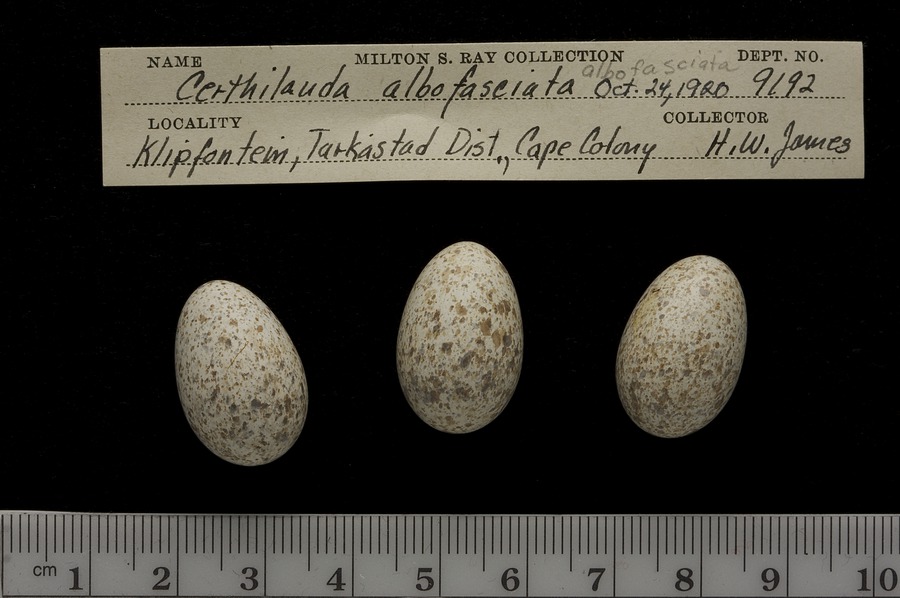 NAME MILTON S. RAY COLLECTION DEPT. NO.
albofasciata
Certhilauda albofasciata Oct. 24, 1920 9192
LOCALITY COLLECTOR
Klipfontein, Tarkastad Dist., Cape Colony H.W. James
cm 1 2 3 4 5 6 7 8 9 10